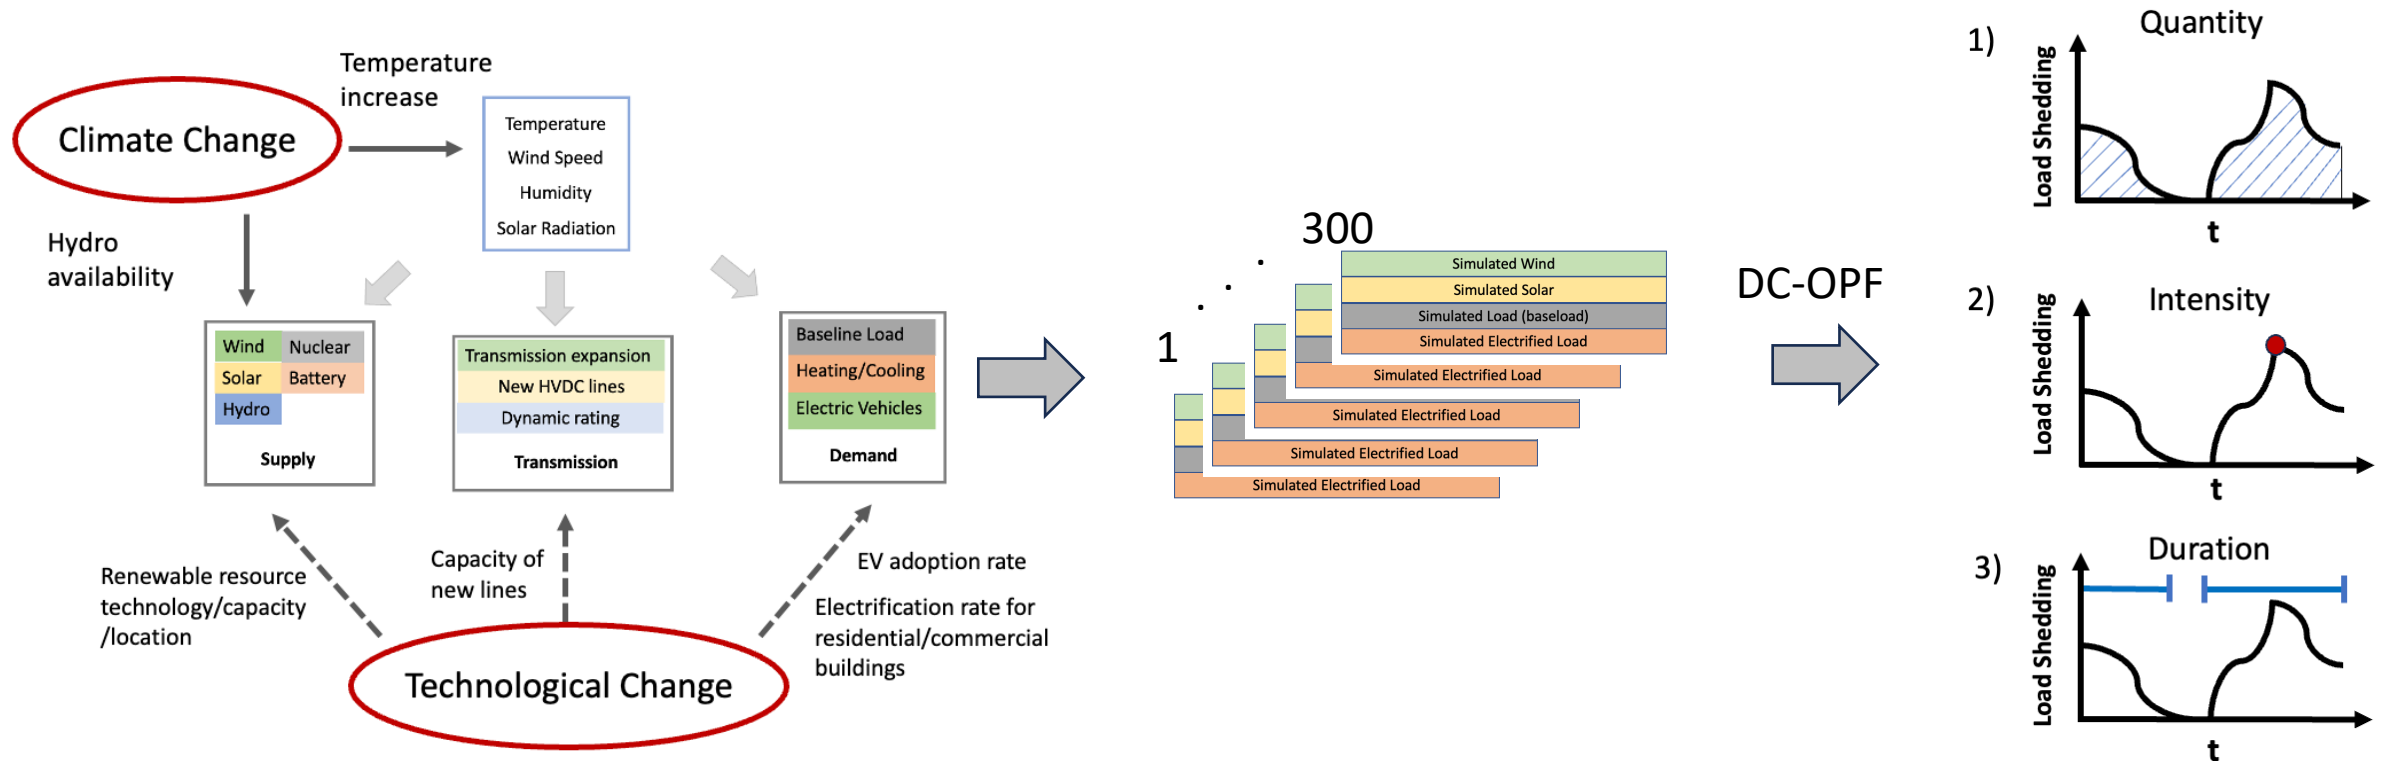 Climate Change
Temperature
increase
Temperature
Wind Speed
Humidity
Solar Radiation
Hydro
availability
Wind
Nuclear
Solar
Battery
Hydro
Supply
Transmission expansion
New HVDC lines
Dynamic rating
Transmission
Baseline Load
Heating/Cooling
Electric Vehicles
Demand
Renewable resource
technology/capacity
/location
Capacity of
new lines
EV adoption rate
Electrification rate for
residential/commercial
buildings
Technological Change
1
300
Simulated Wind
Simulated Solar
Simulated Load (baseload)
Simulated Electrified Load
Simulated Electrified Load
Simulated Electrified Load
Simulated Electrified Load
Simulated Electrified Load
DC-OPF
1)
Quantity
Load Shedding
t
2)
Intensity
Load Shedding
t
3)
Duration
Load Shedding
t